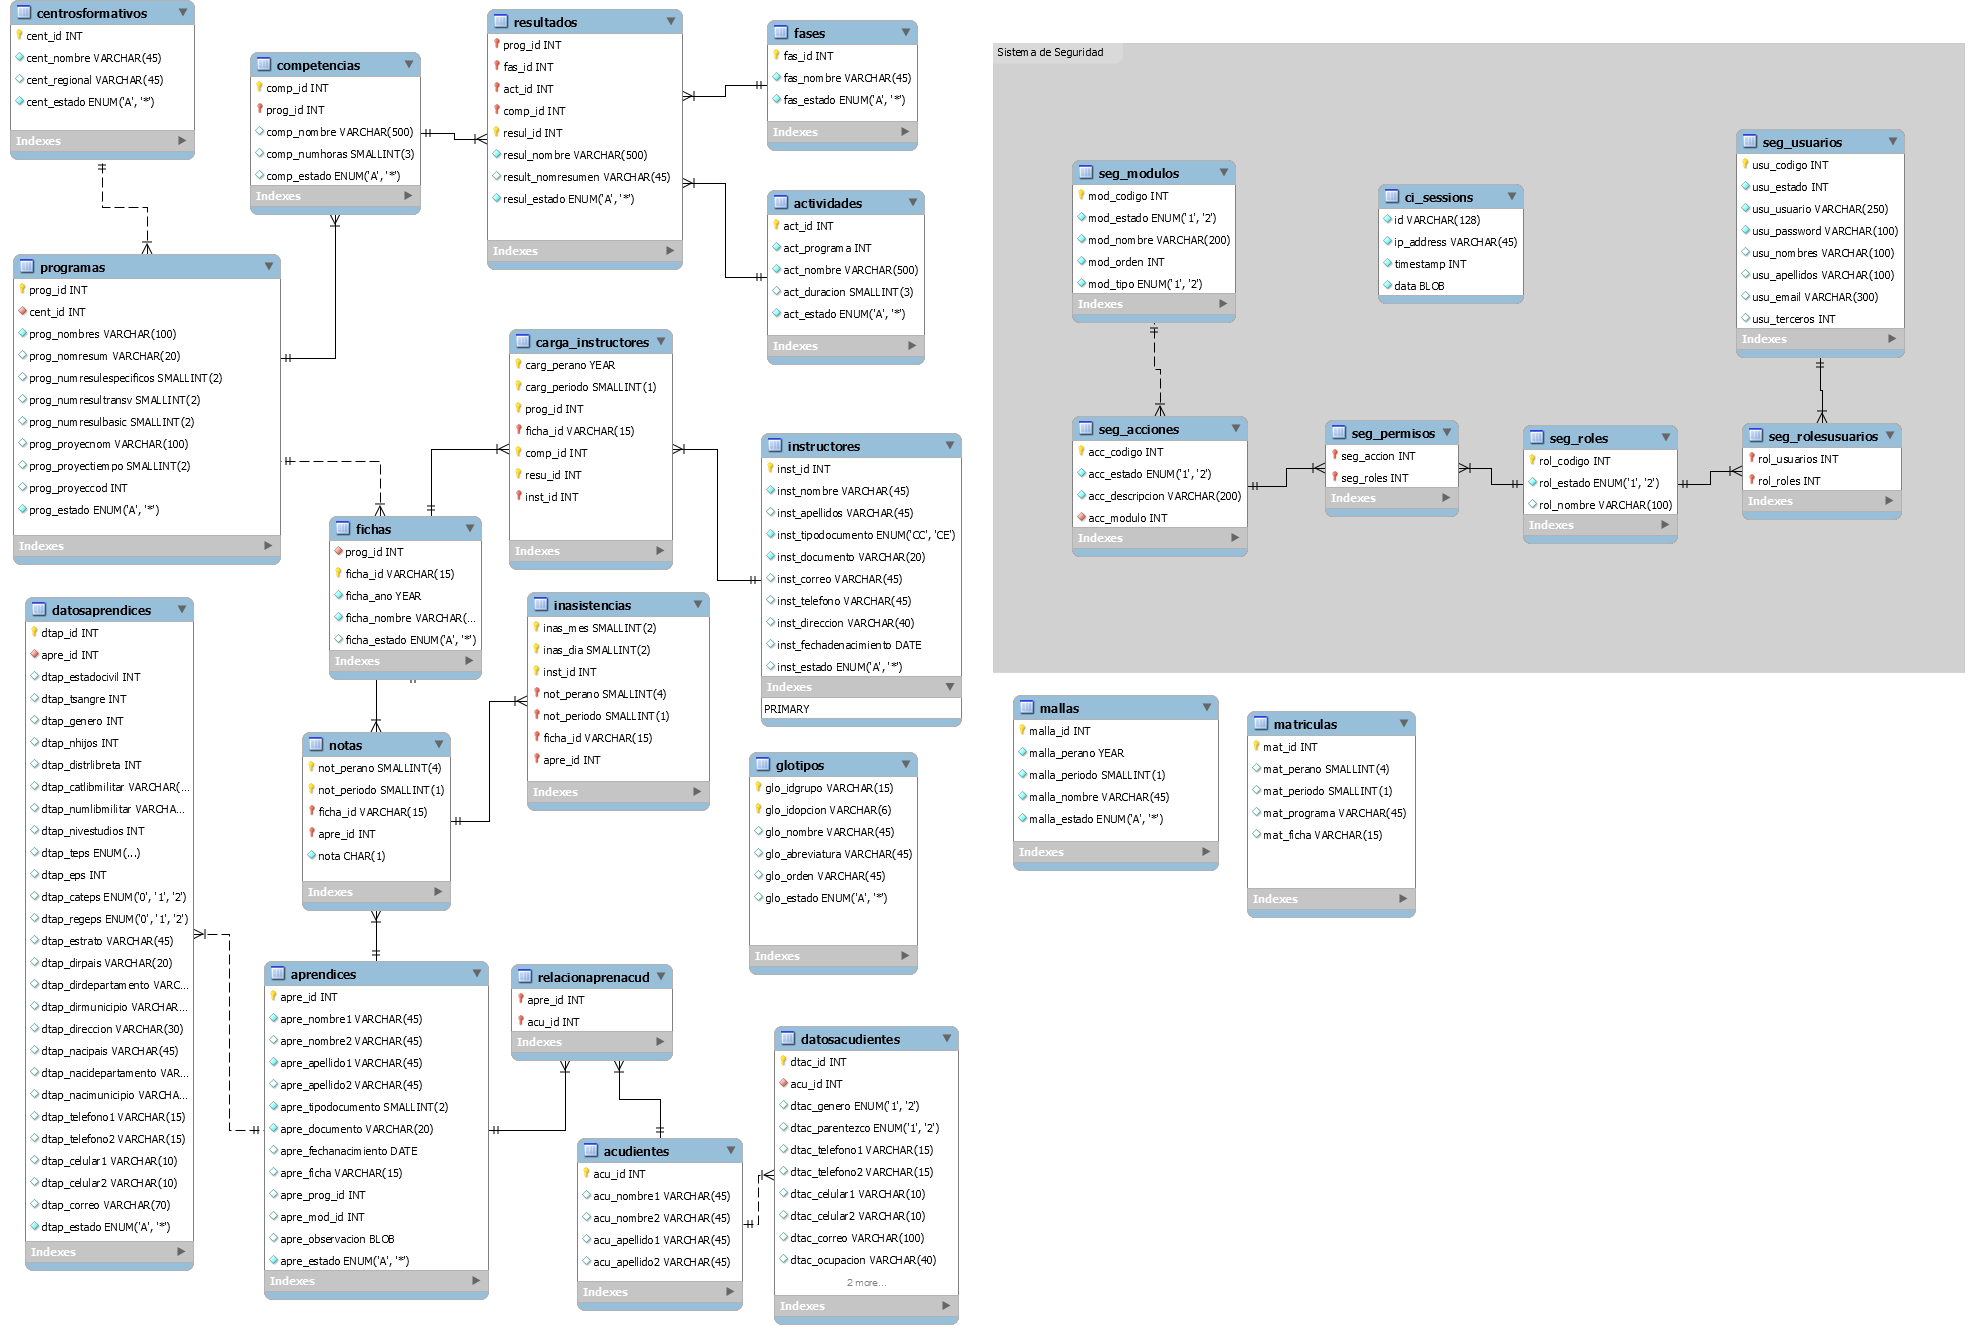 centrosformativos
cent_id INT
cent_nombre VARCHAR(45)
cent_regional VARCHAR(45)
cent_estado ENUM('A', '*')
Indexes
competencias
comp_id INT
prog_id INT
comp_nombre VARCHAR(500)
comp_numhoras SMALLINT(3)
comp_estado ENUM('A', '*')
Indexes
resultados
prog_id INT
fas_id INT
act_id INT
comp_id INT
resul_id INT
resul_nombre VARCHAR(500)
result_nomresumen VARCHAR(45)
resul_estado ENUM('A', '*')
Indexes
fases
fas_id INT
fas_nombre VARCHAR(45)
fas_estado ENUM('A', '*')
Indexes
actividades
act_id INT
act_programa INT
act_nombre VARCHAR(500)
act_duracion SMALLINT(3)
act_estado ENUM('A', '*')
Indexes
programas
prog_id INT
cent_id INT
prog_nombres VARCHAR(100)
prog_nomresum VARCHAR(20)
prog_numresulespecificos SMALLINT(2)
prog_numresultransv SMALLINT(2)
prog_numresulbasic SMALLINT(2)
prog_proyecnom VARCHAR(100)
prog_proyectiempo SMALLINT(2)
prog_proyeccod INT
prog_estado ENUM('A', '*')
Indexes
carga_instructores
carg_perano YEAR
carg_periodo SMALLINT(1)
prog_id INT
ficha_id VARCHAR(15)
comp_id INT
resu_id INT
inst_id INT
Indexes
instructores
inst_id INT
inst_nombre VARCHAR(45)
inst_apellidos VARCHAR(45)
inst_tipodocumento ENUM('CC', 'CE')
inst_documento VARCHAR(20)
inst_correo VARCHAR(45)
inst_telefono VARCHAR(45)
inst_direccion VARCHAR(40)
inst_fechadenacimiento DATE
inst_estado ENUM('A', '*')
Indexes
PRIMARY
fichas
prog_id INT
ficha_id VARCHAR(15)
ficha_ano YEAR
ficha_nombre VARCHAR(...
ficha_estado ENUM('A', '*')
Indexes
datosaprendices
dtap_id INT
apre_id INT
dtap_estadocivil INT
dtap_tsangre INT
dtap_genero INT
dtap_nhijos INT
dtap_distrlibreta INT
dtap_catlibmilitar VARCHAR(...
dtap_numlibmilitar VARCHA...
dtap_nivestudios INT
dtap_teps ENUM(...)
dtap_eps INT
dtap_cateps ENUM('0', '1', '2')
dtap_regeps ENUM('0', '1', '2')
dtap_estrato VARCHAR(45)
dtap_dirpais VARCHAR(20)
dtap_dirdepartamento VARC...
dtap_dirmunicipio VARCHAR...
dtap_direccion VARCHAR(30)
dtap_nacipais VARCHAR(45)
dtap_nacidepartamento VAR...
dtap_nacimunicipio VARCHA...
dtap_telefono1 VARCHAR(15)
dtap_telefono2 VARCHAR(15)
dtap_celular1 VARCHAR(10)
dtap_celular2 VARCHAR(10)
dtap_correo VARCHAR(70)
dtap_estado ENUM('A', '*')
Indexes
inasistencias
inas_mes SMALLINT(2)
inas_dia SMALLINT(2)
inst_id INT
not_perano SMALLINT(4)
not_periodo SMALLINT(1)
ficha_id VARCHAR(15)
apre_id INT
Indexes
notas
not_perano SMALLINT(4)
not_periodo SMALLINT(1)
ficha_id VARCHAR(15)
apre_id INT
nota CHAR(1)
Indexes
glotipos
glo_idgrupo VARCHAR(15)
glo_idopcion VARCHAR(6)
glo_nombre VARCHAR(45)
glo_abreviatura VARCHAR(45)
glo_orden VARCHAR(45)
glo_estado ENUM('A', '*')
Indexes
aprendices
apre_id INT
apre_nombre1 VARCHAR(45)
apre_nombre2 VARCHAR(45)
apre_apellido1 VARCHAR(45)
apre_apellido2 VARCHAR(45)
apre_tipodocumento SMALLINT(2)
apre_documento VARCHAR(20)
apre_fechanacimiento DATE
apre_ficha VARCHAR(15)
apre_prog_id INT
apre_mod_id INT
apre_observacion BLOB
apre_estado ENUM('A', '*')
Indexes
relacionaprenacud
apre_id INT
acu_id INT
Indexes
acudientes
acu_id INT
acu_nombre1 VARCHAR(45)
acu_nombre2 VARCHAR(45)
acu_apellido1 VARCHAR(45)
acu_apellido2 VARCHAR(45)
Indexes
datosacudientes
dtac_id INT
acu_id INT
dtac_genero ENUM('1', '2')
dtac_parentezco ENUM('1', '2')
dtac_telefono1 VARCHAR(15)
dtac_telefono2 VARCHAR(15)
dtac_celular1 VARCHAR(10)
dtac_celular2 VARCHAR(10)
dtac_correo VARCHAR(100)
dtac_ocupacion VARCHAR(40)
2 more...
Indexes
Sistema de Seguridad
seg_modulos
mod_codigo INT
mod_estado ENUM('1', '2')
mod_nombre VARCHAR(200)
mod_orden INT
mod_tipo ENUM('1', '2')
Indexes
ci_sessions
id VARCHAR(128)
ip_address VARCHAR(45)
timestamp INT
data BLOB
seg_usuarios
usu_codigo INT
usu_estado INT
usu_usuario VARCHAR(250)
usu_password VARCHAR(100)
usu_nombres VARCHAR(100)
usu_apellidos VARCHAR(100)
usu_email VARCHAR(300)
usu_terceros INT
Indexes
seg_acciones
acc_codigo INT
acc_estado ENUM('1', '2')
acc_descripcion VARCHAR(200)
acc_modulo INT
Indexes
seg_permisos
seg_accion INT
seg_roles INT
Indexes
seg_roles
rol_codigo INT
rol_estado ENUM('1', '2')
rol_nombre VARCHAR(100)
Indexes
seg_rolesusuarios
rol_usuarios INT
rol_roles INT
Indexes
mallas
malla_id INT
malla_perano YEAR
malla_periodo SMALLINT(1)
malla_nombre VARCHAR(45)
malla_estado ENUM('A', '*')
Indexes
matriculas
mat_id INT
mat_perano SMALLINT(4)
mat_periodo SMALLINT(1)
mat_programa VARCHAR(45)
mat_ficha VARCHAR(15)
Indexes